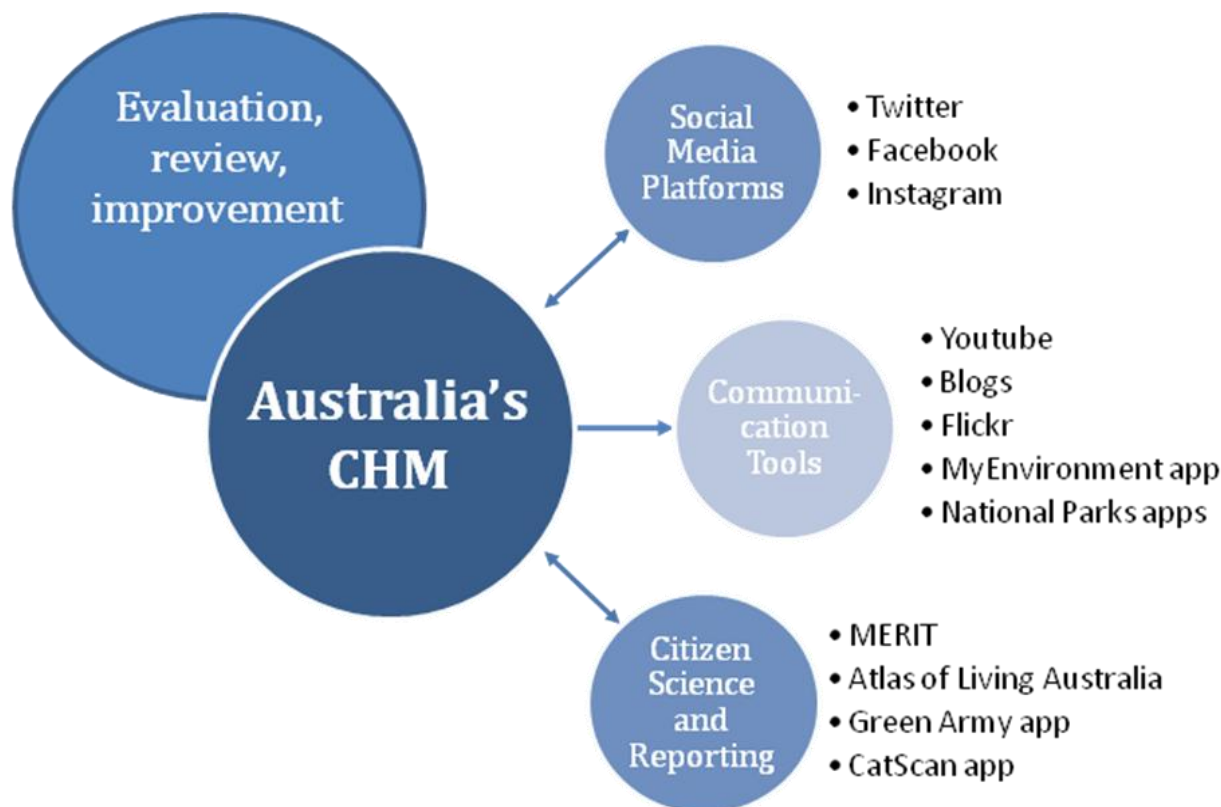 Evaluation,
review,
improvement
Australia's
CHM
Social
Media
Platforms
• Twitter
• Facebook
• Instagram
Communi-
cation
Tools
• Youtube
• Blogs
• Flickr
• MyEnvironment app
• National Parks apps
Citizen
Science
and
Reporting
• MERIT
• Atlas of Living Australia
• Green Army app
• CatScan app